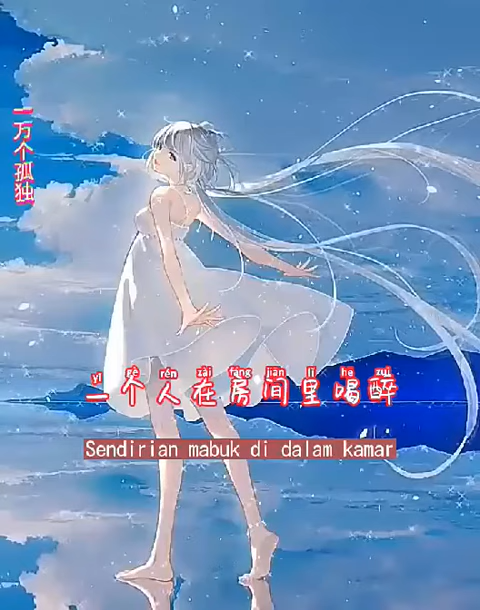 一万个孤独
yī gè rén zài fáng jiān lǐ hē zuì
一个人在房间里喝醉
Sendirian mabuk di dalam kamar